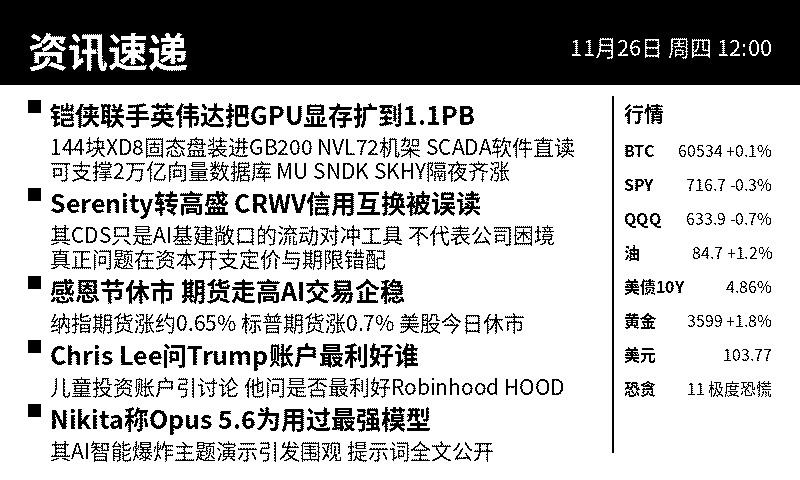 资讯速递
11月26日 周四 12:00
铠侠联手英伟达把GPU显存扩到1.1PB
144块XD8固态盘装进GB200 NVL72机架 SCADA软件直读
可支撑2万亿向量数据库 MU SNDK SKHY隔夜齐涨
Serenity转高盛 CRWV信用互换被误读
其CDS只是AI基建敞口的流动对冲工具 不代表公司困境
真正问题在资本开支定价与期限错配
感恩节休市 期货走高AI交易企稳
纳指期货涨约0.65% 标普期货涨0.7% 美股今日休市
Chris Lee问Trump账户最利好谁
儿童投资账户引讨论 他问是否最利好Robinhood HOOD
Nikita称Opus 5.6为用过最强模型
其AI智能爆炸主题演示引发围观 提示词全文公开
行情
BTC 60534 +0.1%
SPY 716.7 -0.3%
QQQ 633.9 -0.7%
油 84.7 +1.2%
美债10Y 4.86%
黄金 3599 +1.8%
美元 103.77
恐贪 11 极度恐慌